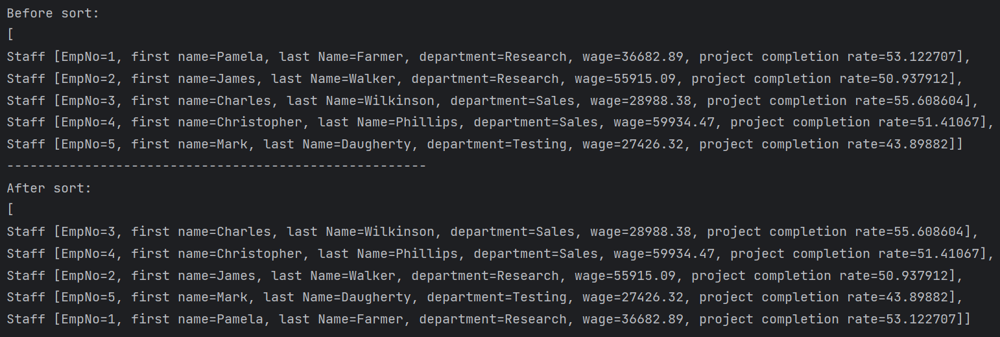 Before sort:
[
Staff [EmpNo=1, first name=Pamela, last Name=Farmer, department=Research, wage=36682.89, project completion rate=53.122707],
Staff [EmpNo=2, first name=James, last Name=Walker, department=Research, wage=55915.09, project completion rate=50.937912],
Staff [EmpNo=3, first name=Charles, last Name=Wilkinson, department=Sales, wage=28988.38, project completion rate=55.608604],
Staff [EmpNo=4, first name=Christopher, last Name=Phillips, department=Sales, wage=59934.47, project completion rate=51.41067],
Staff [EmpNo=5, first name=Mark, last Name=Daugherty, department=Testing, wage=27426.32, project completion rate=43.89882]]
------------------------------------------------------
After sort:
[
Staff [EmpNo=3, first name=Charles, last Name=Wilkinson, department=Sales, wage=28988.38, project completion rate=55.608604],
Staff [EmpNo=4, first name=Christopher, last Name=Phillips, department=Sales, wage=59934.47, project completion rate=51.41067],
Staff [EmpNo=2, first name=James, last Name=Walker, department=Research, wage=55915.09, project completion rate=50.937912],
Staff [EmpNo=5, first name=Mark, last Name=Daugherty, department=Testing, wage=27426.32, project completion rate=43.89882],
Staff [EmpNo=1, first name=Pamela, last Name=Farmer, department=Research, wage=36682.89, project completion rate=53.122707]]